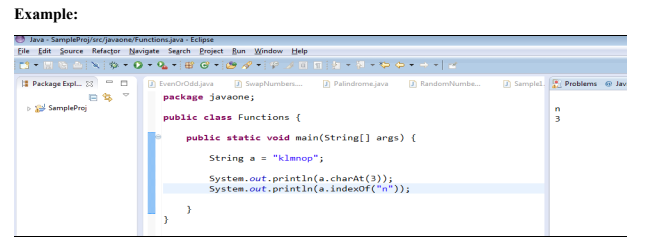 Example:
Java - SampleProj/src/javaone/Functions.java - Eclipse
File Edit Source Refactor Navigate Search Project Run Window Help
Package Expl...
EvenOrOdd.java SwapNumbers.... Palindrome.java RandomNumbe... Sample1. Problems @ Jav
SampleProj
package javaone;
public class Functions {
public static void main(String[] args) {
String a = "klmnop";
System.out.println(a.charAt(3));
System.out.println(a.indexOf("n"));
}
}
n
3